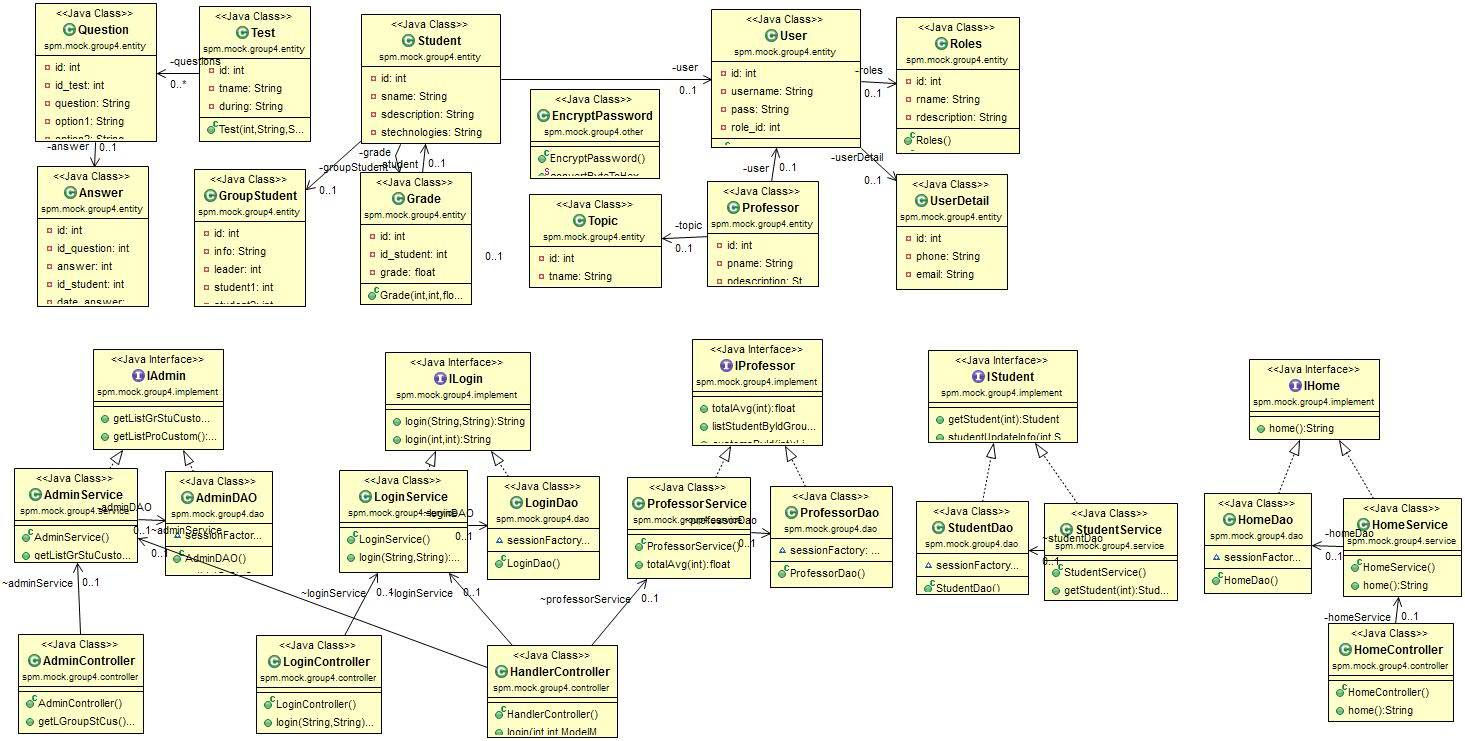 <<Java Class>>
Question
spm.mock.group4.entity
id: int
id_test: int
question: String
option1: String
<<Java Class>>
Test
spm.mock.group4.entity
id: int
tname: String
during: String
Test(int,String,S...
-questions
0..*
<<Java Class>>
Student
spm.mock.group4.entity
id: int
sname: String
sdescription: String
stechnologies: String
<<Java Class>>
User
spm.mock.group4.entity
id: int
username: String
pass: String
role_id: int
-user
0..1
<<Java Class>>
Roles
spm.mock.group4.entity
id: int
rname: String
rdescription: String
Roles()
-roles
0..1
<<Java Class>>
EncryptPassword
spm.mock.group4.other
EncryptPassword()
-answer
0..1
<<Java Class>>
Answer
spm.mock.group4.entity
id: int
id_question: int
answer: int
id_student: int
date_answer:
<<Java Class>>
GroupStudent
spm.mock.group4.entity
id: int
info: String
leader: int
student1: int
-groupStudent
0..1
-grade
-student
0..1
<<Java Class>>
Grade
spm.mock.group4.entity
id: int
id_student: int
grade: float
Grade(int,int,flo...
0..1
<<Java Class>>
Topic
spm.mock.group4.entity
id: int
tname: String
-topic
0..1
-user
0..1
<<Java Class>>
Professor
spm.mock.group4.entity
id: int
pname: String
pdescription: St
-userDetail
0..1
<<Java Class>>
UserDetail
spm.mock.group4.entity
id: int
phone: String
email: String
<<Java Interface>>
IAdmin
spm.mock.group4.implement
getListGrStuCusto...
getListProCustom():...
<<Java Interface>>
ILogin
spm.mock.group4.implement
login(String,String):String
login(int,int):String
<<Java Interface>>
IProfessor
spm.mock.group4.implement
totalAvg(int):float
listStudentByIdGrou...
<<Java Interface>>
IStudent
spm.mock.group4.implement
getStudent(int):Student
studentUpdateInfo(int,S
<<Java Interface>>
IHome
spm.mock.group4.implement
home():String
<<Java Class>>
AdminService
spm.mock.group4.service
AdminService()
getListGrStuCusto...
-adminDAO
0..1
<<Java Class>>
AdminDAO
spm.mock.group4.dao
sessionFactor...
AdminDAO()
~adminService
0..1
<<Java Class>>
LoginService
spm.mock.group4.service
LoginService()
login(String,String):...
-loginDAO
0..1
<<Java Class>>
LoginDao
spm.mock.group4.dao
sessionFactory...
LoginDao()
<<Java Class>>
ProfessorService
spm.mock.group4.service
ProfessorService()
totalAvg(int):float
~professorDao
0..1
<<Java Class>>
ProfessorDao
spm.mock.group4.dao
sessionFactory: ...
ProfessorDao()
<<Java Class>>
StudentDao
spm.mock.group4.dao
sessionFactory...
StudentDao()
~studentDao
0..1
<<Java Class>>
StudentService
spm.mock.group4.service
StudentService()
getStudent(int):Stud...
<<Java Class>>
HomeDao
spm.mock.group4.dao
sessionFactor...
HomeDao()
-homeDao
0..1
<<Java Class>>
HomeService
spm.mock.group4.service
HomeService()
home():String
~adminService
0..1
~loginService
0..1
~loginService
0..1
~professorService
0..1
-homeService
0..1
<<Java Class>>
AdminController
spm.mock.group4.controller
AdminController()
getLGroupStCus()...
<<Java Class>>
LoginController
spm.mock.group4.controller
LoginController()
login(String,String)...
<<Java Class>>
HandlerController
spm.mock.group4.controller
HandlerController()
login(int,int,ModelM
<<Java Class>>
HomeController
spm.mock.group4.controller
HomeController()
home():String